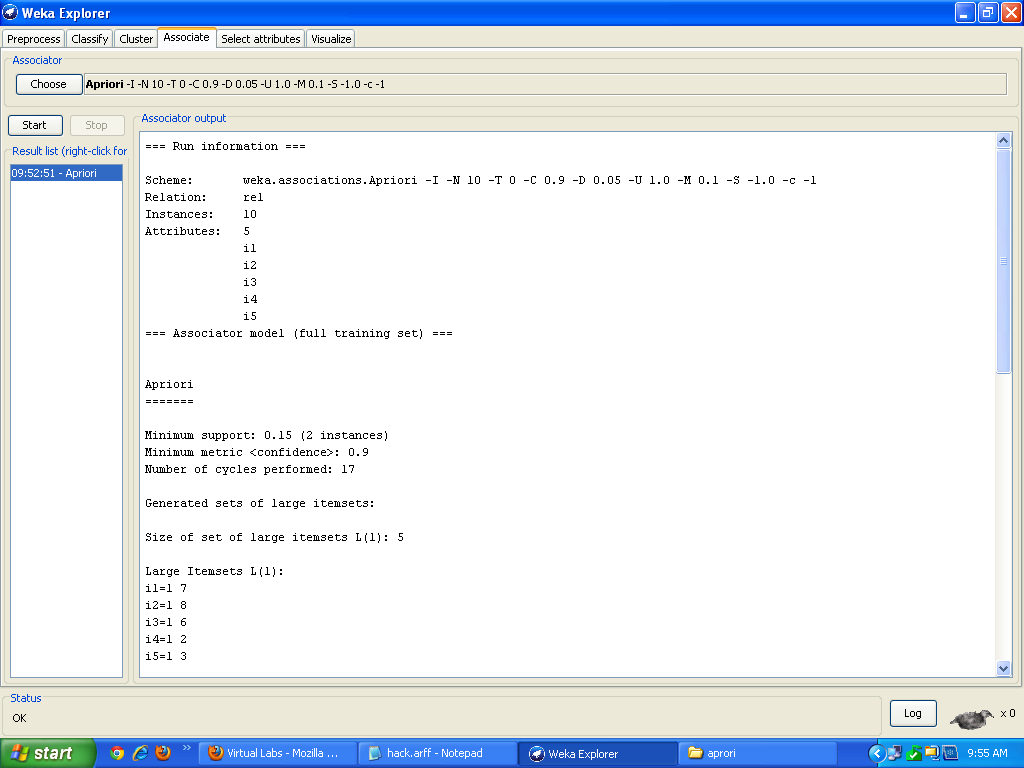 Weka Explorer
Preprocess Classify Cluster Associate Select attributes Visualize
Associator
Choose Apriori -I -N 10 -T 0 -C 0.9 -D 0.05 -U 1.0 -M 0.1 -S -1.0 -c -1
Start Stop
Result list (right-click for
09:52:51 - Apriori
Associator output
=== Run information ===
Scheme: weka.associations.Apriori -I -N 10 -T 0 -C 0.9 -D 0.05 -U 1.0 -M 0.1 -S -1.0 -c -1
Relation: rel
Instances: 10
Attributes: 5
i1
i2
i3
i4
i5
=== Associator model (full training set) ===
Apriori
=======
Minimum support: 0.15 (2 instances)
Minimum metric <confidence>: 0.9
Number of cycles performed: 17
Generated sets of large itemsets:
Size of set of large itemsets L(1): 5
Large Itemsets L(1):
i1=1 7
i2=1 8
i3=1 6
i4=1 2
i5=1 3
Status
OK
Log x 0
start Virtual Labs - Mozilla ... hack.arff - Notepad Weka Explorer aprori 9:55 AM